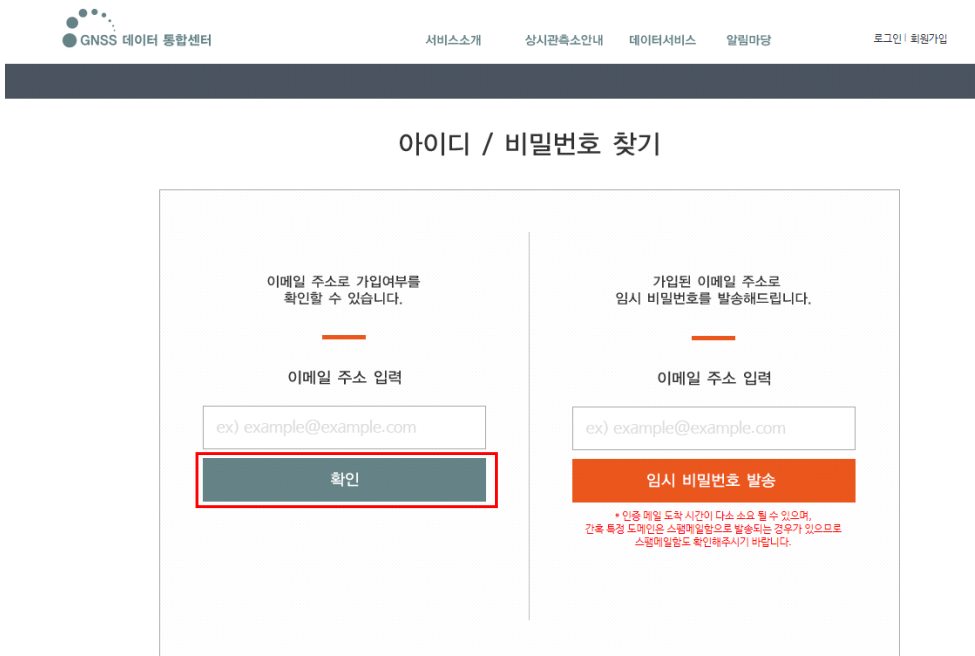 GNSS 데이터 통합센터
서비스소개 상시관측소안내 데이터서비스 알림마당
로그인 | 회원가입
아이디 / 비밀번호 찾기
이메일 주소로 가입여부를
확인할 수 있습니다.
이메일 주소 입력
ex) example@example.com
확인
가입된 이메일 주소로
임시 비밀번호를 발송해드립니다.
이메일 주소 입력
ex) example@example.com
임시 비밀번호 발송
* 인증 메일 도착 시간이 다소 소요 될 수 있으며,
간혹 특정 도메인은 스팸메일함으로 발송되는 경우가 있으므로
스팸메일함도 확인해주시기 바랍니다.